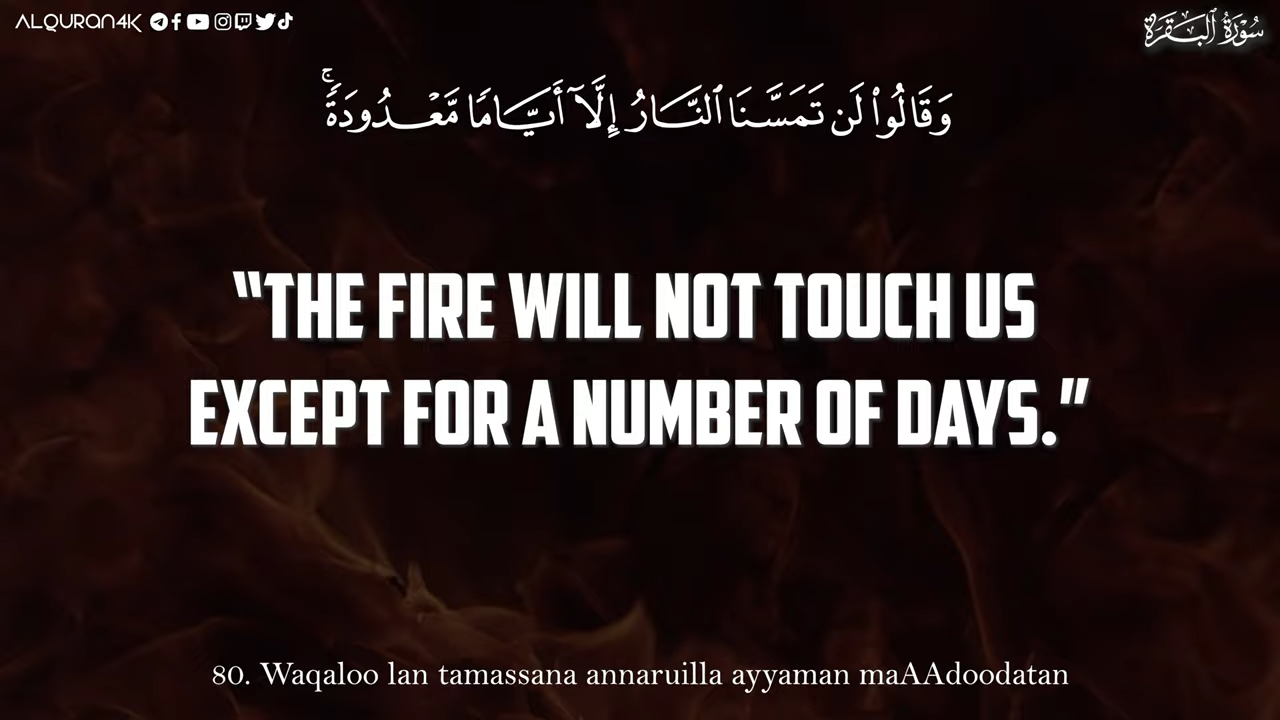 ALQURAN4K
سُورَةُ ٱلْبَقَرَةِ
وَقَالُوا۟ لَن تَمَسَّنَا ٱلنَّارُ إِلَّآ أَيَّامًۭا مَّعْدُودَةًۭ ۚ
“THE FIRE WILL NOT TOUCH US
EXCEPT FOR A NUMBER OF DAYS.”
80. Waqaloo lan tamassana annaruilla ayyaman maAAdoodatan